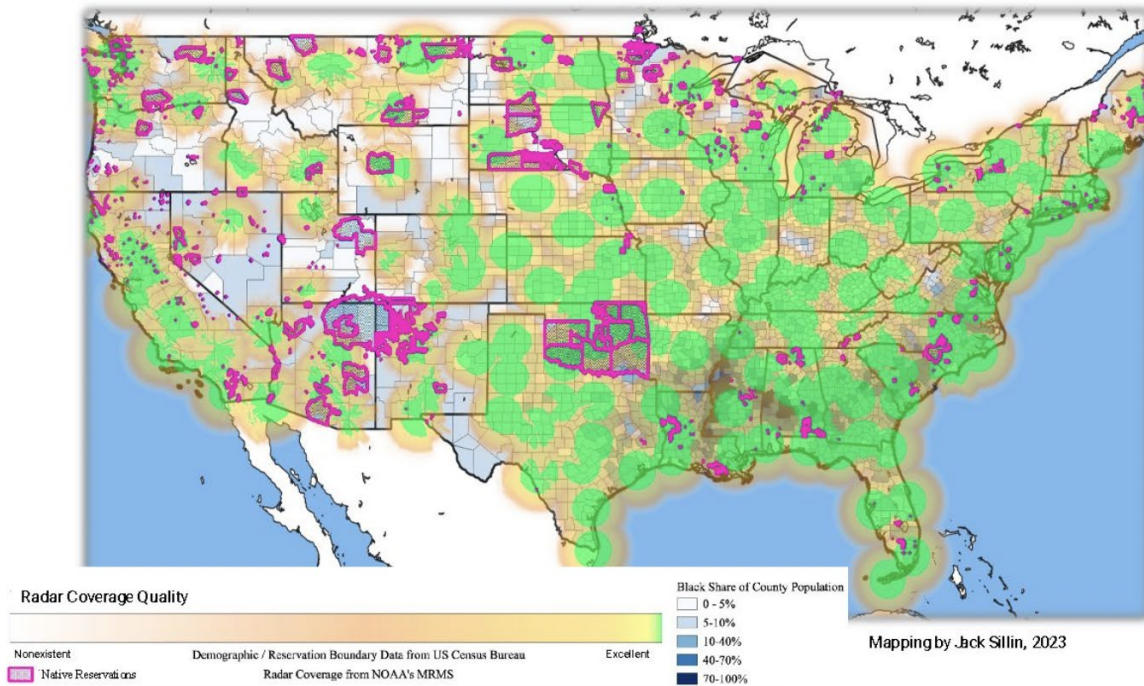 Radar Coverage Quality
Nonexistent
Excellent
Demographic / Reservation Boundary Data from US Census Bureau
Native Reservations
Radar Coverage from NOAA's MRMS
Black Share of County Population
0 - 5%
5-10%
10-40%
40-70%
70-100%
Mapping by Jack Sillin, 2023